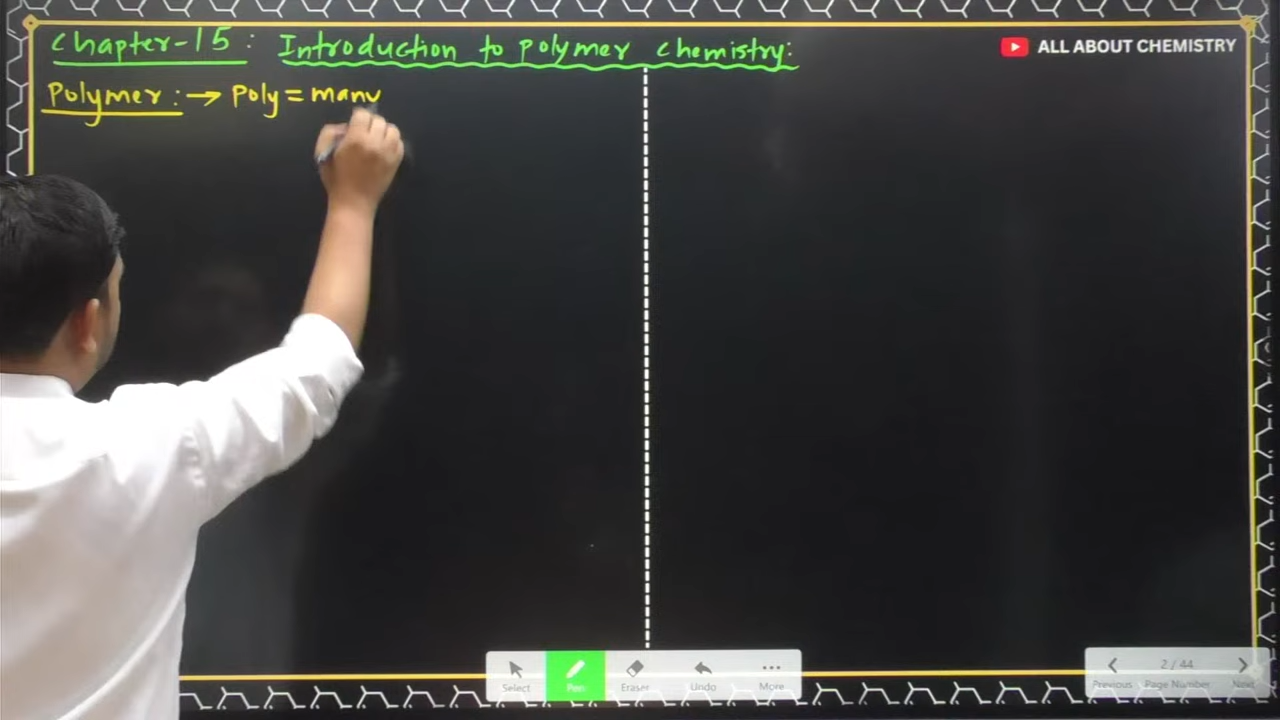 Chapter-15: Introduction to polymer chemistry:
ALL ABOUT CHEMISTRY
Polymer:→ Poly = many
Select
Pen
Eraser
Undo
More
2 / 44
Previous
Page Number
Next